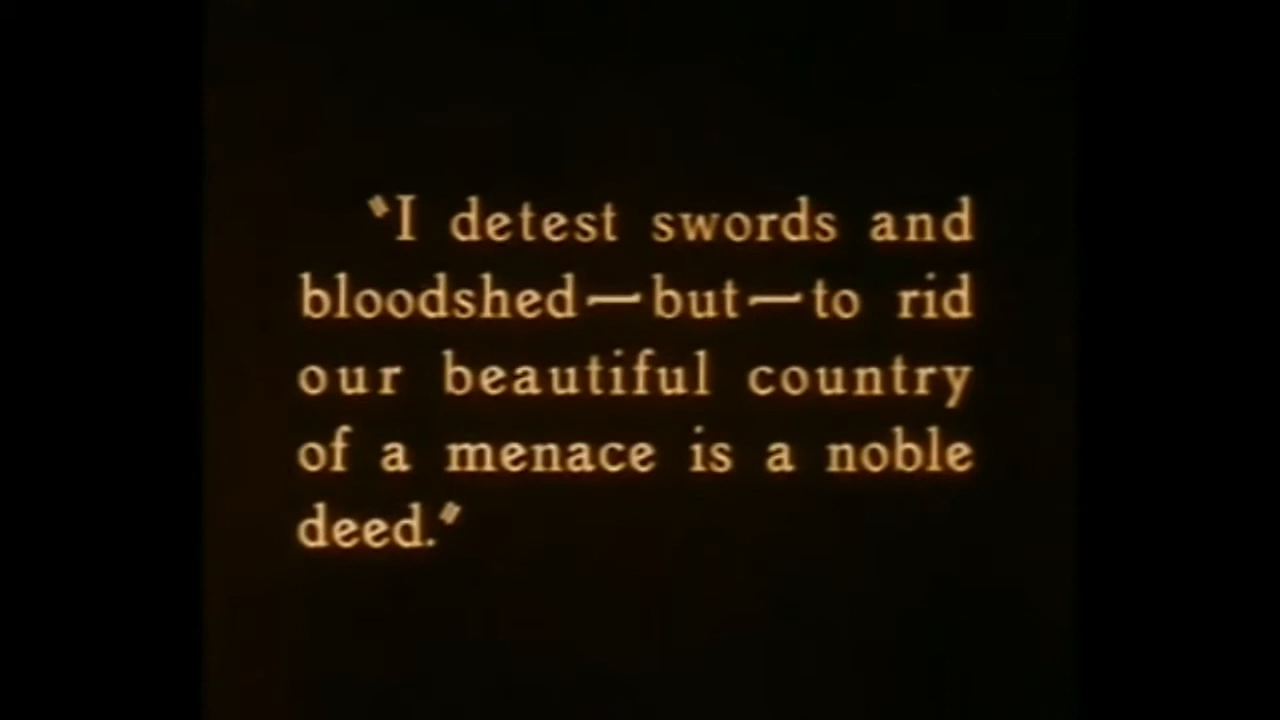 "I detest swords and
bloodshed—but—to rid
our beautiful country
of a menace is a noble
deed."